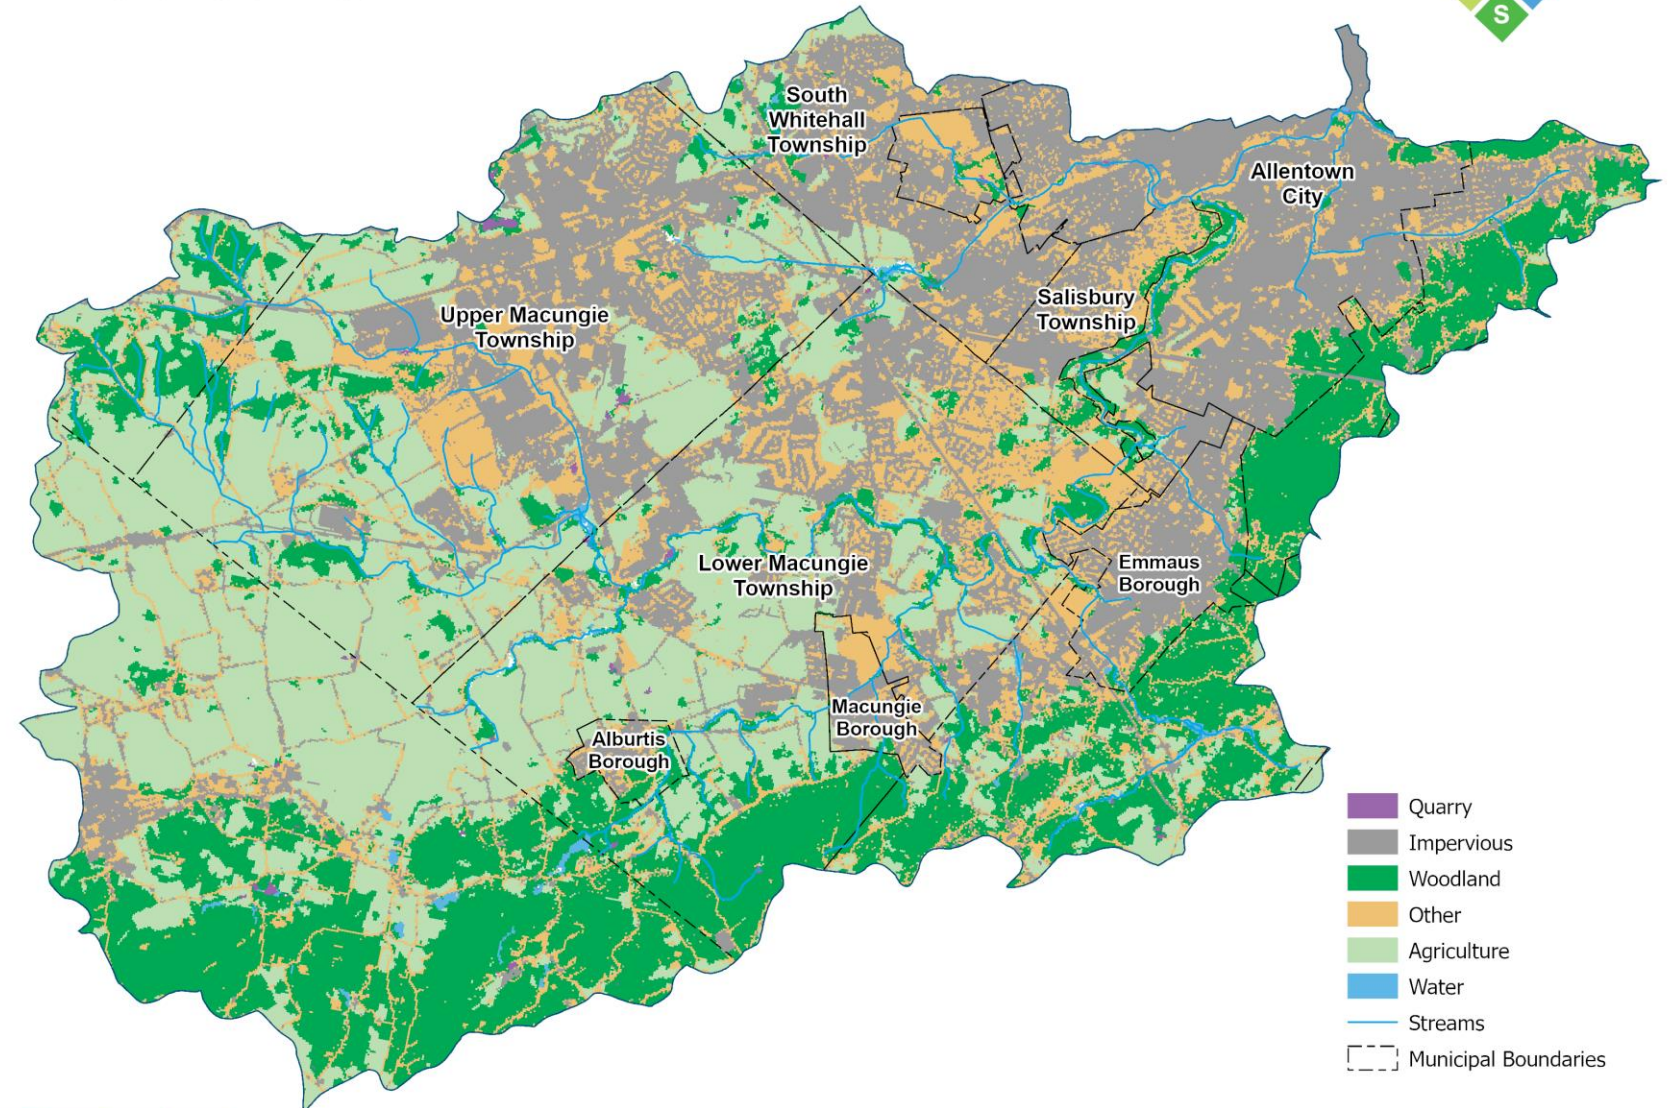 S
South
Whitehall
Township
Allentown
City
Upper Macungie
Township
Salisbury
Township
Lower Macungie
Township
Emmaus
Borough
Macungie
Borough
Alburtis
Borough
Quarry
Impervious
Woodland
Other
Agriculture
Water
Streams
Municipal Boundaries